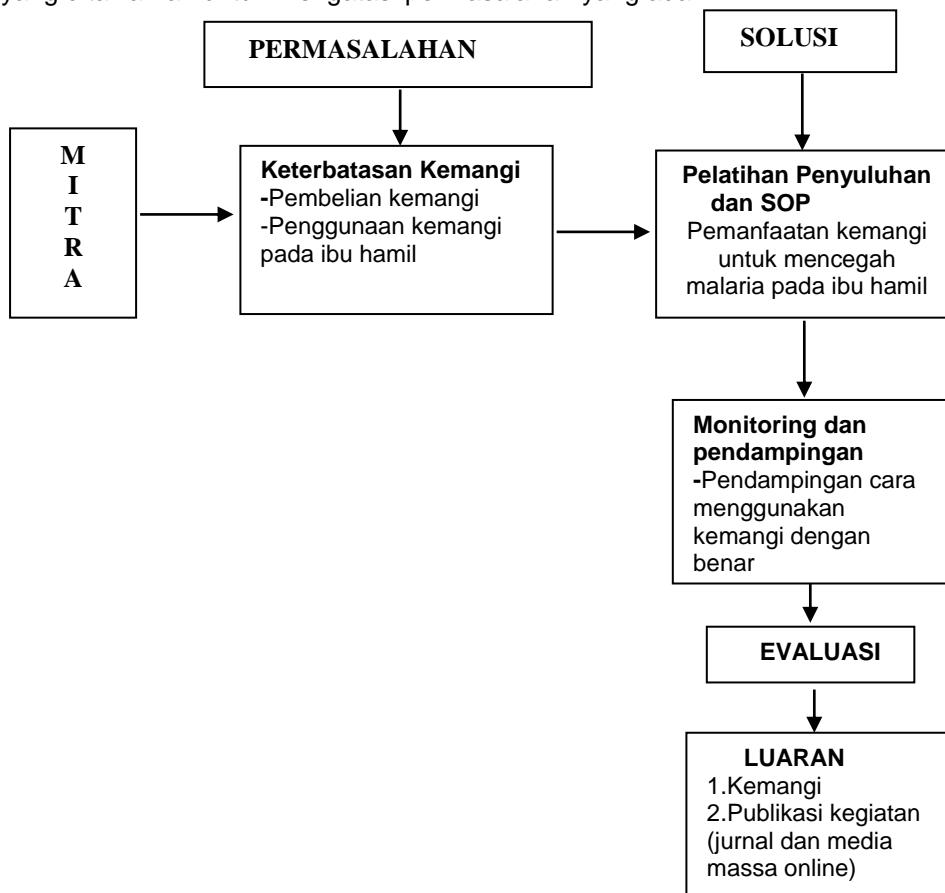 PERMASALAHAN
SOLUSI
M
I
T
R
A
Keterbatasan Kemangi
-Pembelian kemangi
-Penggunaan kemangi
pada ibu hamil
Pelatihan Penyuluhan
dan SOP
Pemanfaatan kemangi
untuk mencegah
malaria pada ibu hamil
Monitoring dan
pendampingan
-Pendampingan cara
menggunakan
kemangi dengan
benar
EVALUASI
LUARAN
1.Kemangi
2.Publikasi kegiatan
(jurnal dan media
massa online)